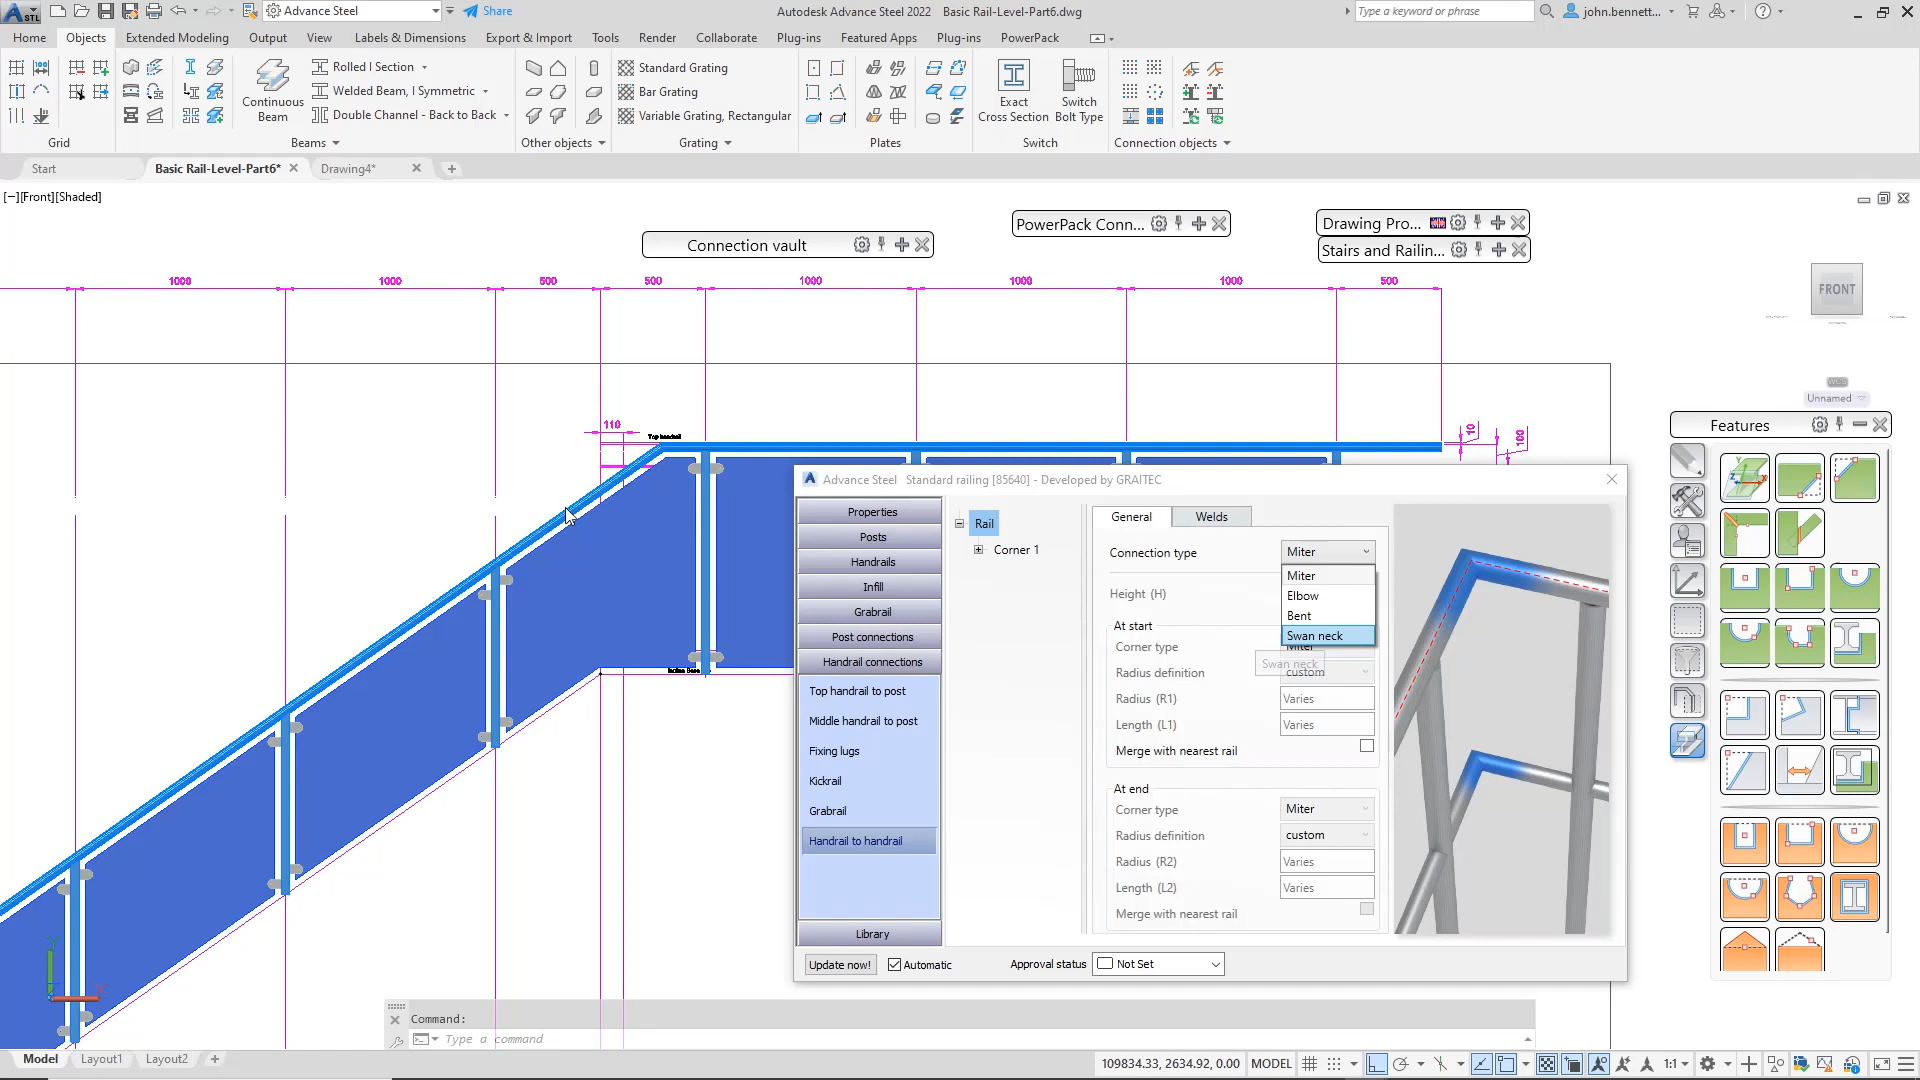 STL
Advance Steel
Share
Autodesk Advance Steel 2022 Basic Rail-Level-Part6.dwg
Type a keyword or phrase
john.bennett...
Home Objects Extended Modeling Output View Labels & Dimensions Export & Import Tools Render Collaborate Plug-ins Featured Apps Plug-ins PowerPack
Rolled I Section
Welded Beam, I Symmetric
Double Channel - Back to Back
Continuous
Beam
Standard Grating
Bar Grating
Variable Grating, Rectangular
Exact
Cross Section
Switch
Bolt Type
Grid Beams Other objects Grating Plates Switch Connection objects
Start Basic Rail-Level-Part6* Drawing4*
[−][Front][Shaded]
Connection vault
PowerPack Conn...
Drawing Pro...
Stairs and Railin...
FRONT
1000 1000 500 500 1000 1000 1000 500
Unnamed
Features
110
Top handrail
10
100
Advance Steel Standard railing [85640] - Developed by GRAITEC
Properties
Posts
Handrails
Infill
Grabrail
Post connections
Handrail connections
Top handrail to post
Middle handrail to post
Fixing lugs
Kickrail
Grabrail
Handrail to handrail
Library
Rail
Corner 1
General Welds
Connection type Miter
Miter
Elbow
Bent
Swan neck
Swan neck
Height (H)
At start
Corner type Miter
Radius definition custom
Radius (R1) Varies
Length (L1) Varies
Merge with nearest rail
At end
Corner type Miter
Radius definition custom
Radius (R2) Varies
Length (L2) Varies
Merge with nearest rail
Update now! Automatic Approval status Not Set
Command:
Type a command
Model Layout1 Layout2
109834.33, 2634.92, 0.00 MODEL 1:1